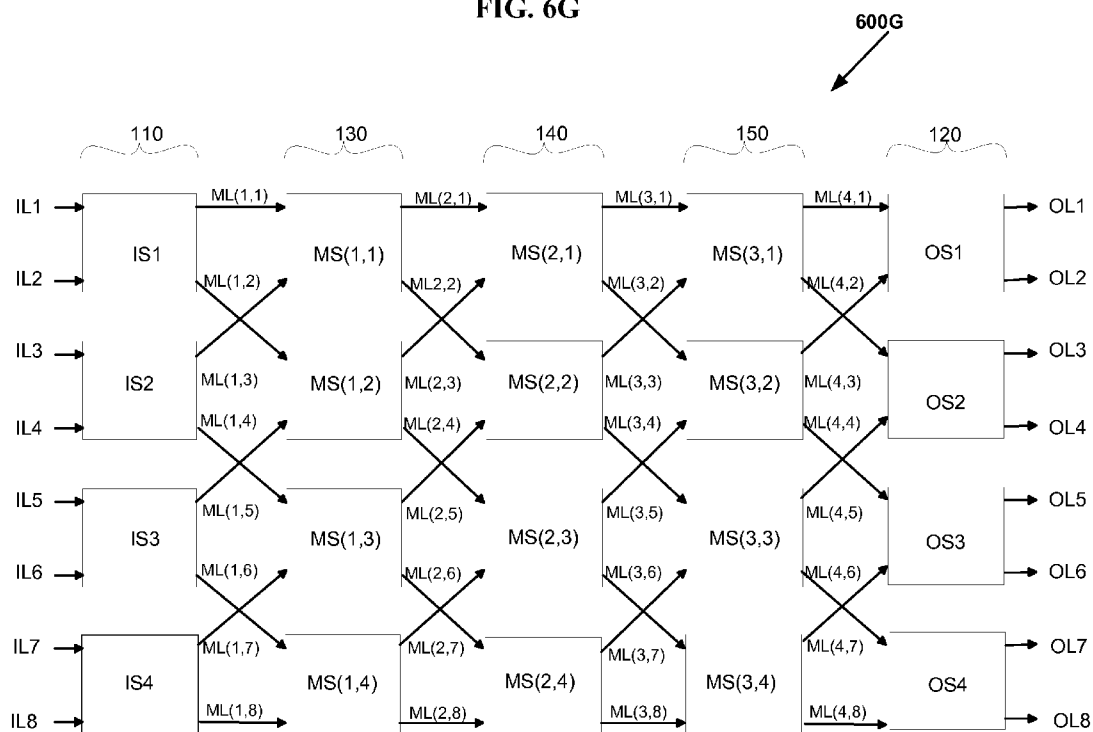 FIG. 6G
600G
110 130 140 150 120
IL1 ML(1,1) ML(2,1) ML(3,1) ML(4,1) OL1
IS1 MS(1,1) MS(2,1) MS(3,1) OS1
IL2 ML(1,2) ML2,2) ML(3,2) ML(4,2) OL2
IL3 OL3
IS2 ML(1,3) MS(1,2) ML(2,3) MS(2,2) ML(3,3) MS(3,2) ML(4,3) OS2
IL4 ML(1,4) ML(2,4) ML(3,4) ML(4,4) OL4
IL5 ML(1,5) ML(2,5) ML(3,5) ML(4,5) OL5
IS3 MS(1,3) MS(2,3) MS(3,3) OS3
IL6 ML(1,6) ML(2,6) ML(3,6) ML(4,6) OL6
IL7 ML(1,7) ML(2,7) ML(3,7) ML(4,7) OL7
IS4 MS(1,4) MS(2,4) MS(3,4) OS4
IL8 ML(1,8) ML(2,8) ML(3,8) ML(4,8) OL8